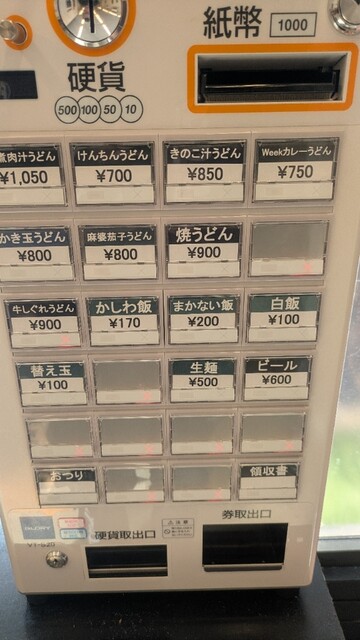 紙幣 1000
硬貨
500 100 50 10
煮肉汁うどん けんちんうどん きのこ汁うどん Weekカレーうどん
¥1,050 ¥700 ¥850 ¥750
かき玉うどん 麻婆茄子うどん 焼うどん
¥800 ¥800 ¥900
牛しぐれうどん かしわ飯 まかない飯 白飯
¥900 ¥170 ¥200 ¥100
替え玉 生麺 ビール
¥100 ¥500 ¥600
おつり 領収書
GLORY
VT-S20
硬貨取出口
券取出口